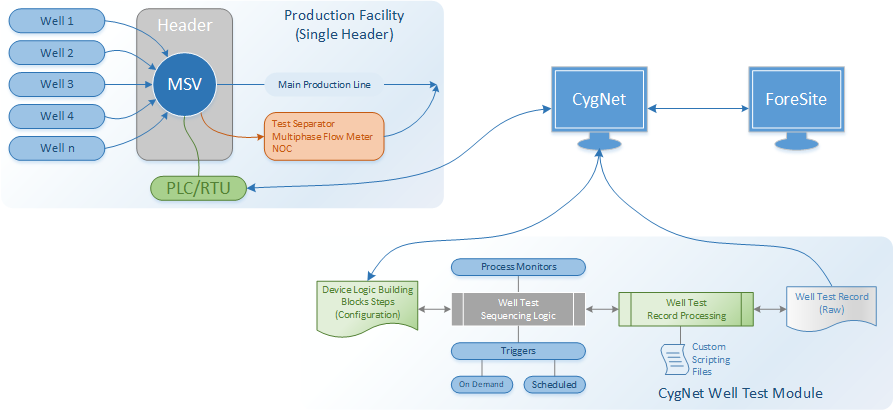 Production Facility
(Single Header)
Well 1
Well 2
Well 3
Well 4
Well n
Header
MSV
Main Production Line
Test Separator
Multiphase Flow Meter
NOC
PLC/RTU
CygNet
ForeSite
Process Monitors
Device Logic Building
Blocks Steps
(Configuration)
Well Test
Sequencing Logic
Well Test
Record Processing
Well Test Record
(Raw)
Triggers
On Demand
Scheduled
Custom
Scripting
Files
CygNet Well Test Module